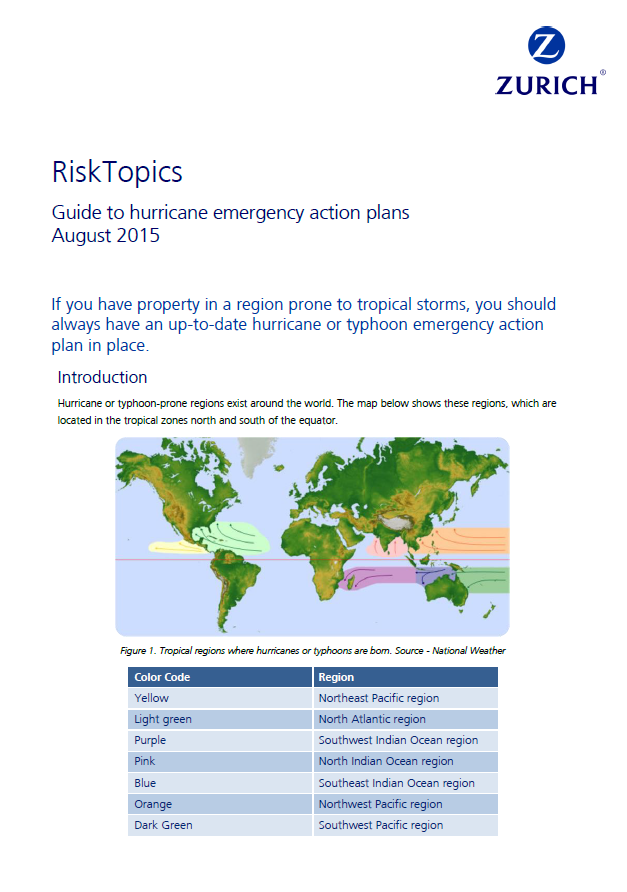 Z
ZURICH®
RiskTopics
Guide to hurricane emergency action plans
August 2015
If you have property in a region prone to tropical storms, you should
always have an up-to-date hurricane or typhoon emergency action
plan in place.
Introduction
Hurricane or typhoon-prone regions exist around the world. The map below shows these regions, which are
located in the tropical zones north and south of the equator.
Figure 1. Tropical regions where hurricanes or typhoons are born. Source - National Weather
Color Code Region
Yellow Northeast Pacific region
Light green North Atlantic region
Purple Southwest Indian Ocean region
Pink North Indian Ocean region
Blue Southeast Indian Ocean region
Orange Northwest Pacific region
Dark Green Southwest Pacific region